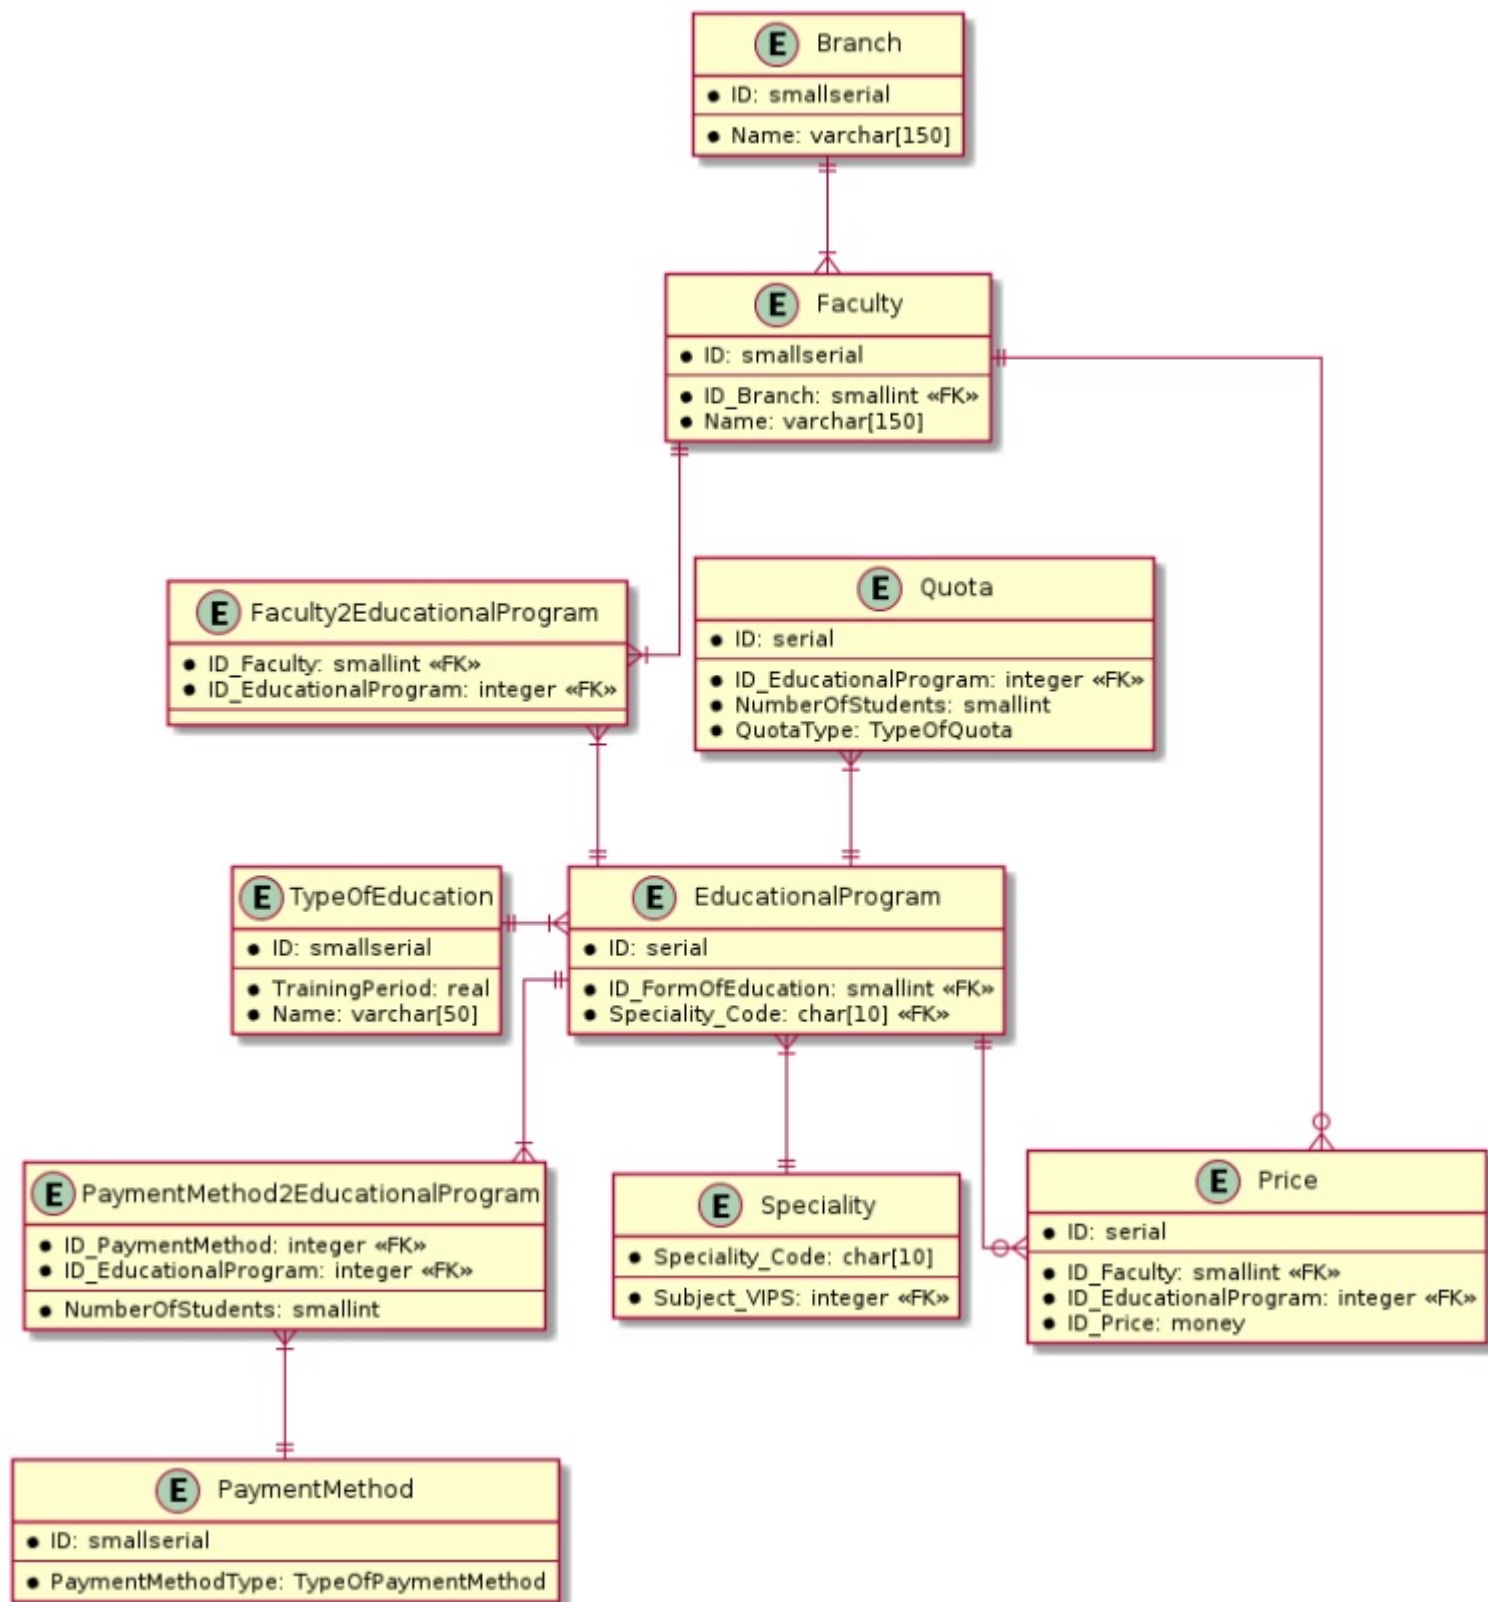 E Branch
ID: smallserial
Name: varchar[150]
E Faculty
ID: smallserial
ID_Branch: smallint «FK»
Name: varchar[150]
E Faculty2EducationalProgram
ID_Faculty: smallint «FK»
ID_EducationalProgram: integer «FK»
E Quota
ID: serial
ID_EducationalProgram: integer «FK»
NumberOfStudents: smallint
QuotaType: TypeOfQuota
E TypeOfEducation
ID: smallserial
TrainingPeriod: real
Name: varchar[50]
E EducationalProgram
ID: serial
ID_FormOfEducation: smallint «FK»
Speciality_Code: char[10] «FK»
E PaymentMethod2EducationalProgram
ID_PaymentMethod: integer «FK»
ID_EducationalProgram: integer «FK»
NumberOfStudents: smallint
E Speciality
Speciality_Code: char[10]
Subject_VIPS: integer «FK»
E Price
ID: serial
ID_Faculty: smallint «FK»
ID_EducationalProgram: integer «FK»
ID_Price: money
E PaymentMethod
ID: smallserial
PaymentMethodType: TypeOfPaymentMethod